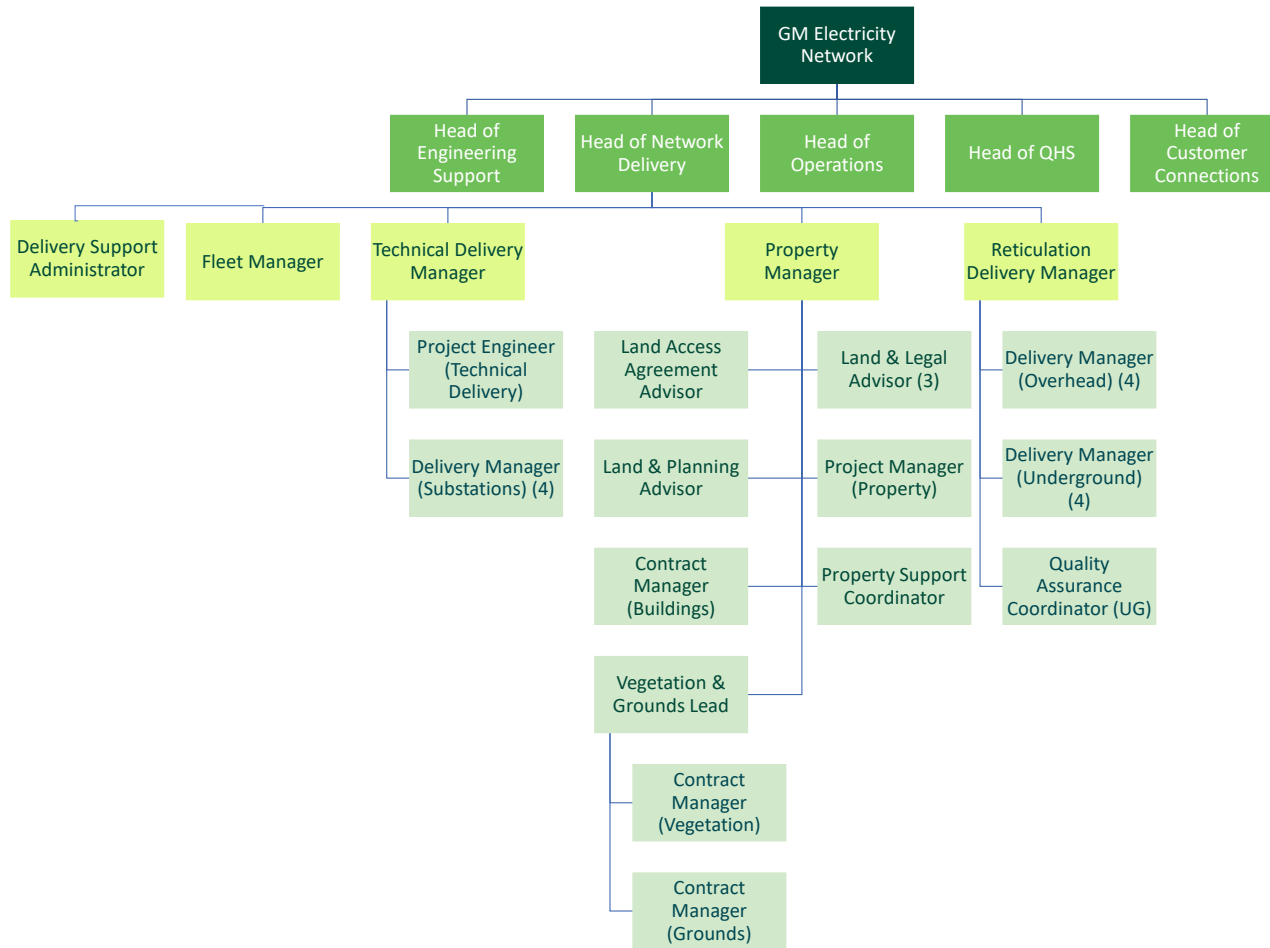 GM Electricity
Network
Head of
Engineering
Support
Head of Network
Delivery
Head of
Operations
Head of QHS
Head of
Customer
Connections
Delivery Support
Administrator
Fleet Manager
Technical Delivery
Manager
Property
Manager
Reticulation
Delivery Manager
Project Engineer
(Technical
Delivery)
Land Access
Agreement
Advisor
Land & Legal
Advisor (3)
Delivery Manager
(Overhead) (4)
Delivery Manager
(Substations) (4)
Land & Planning
Advisor
Project Manager
(Property)
Delivery Manager
(Underground)
(4)
Contract
Manager
(Buildings)
Property Support
Coordinator
Quality
Assurance
Coordinator (UG)
Vegetation &
Grounds Lead
Contract
Manager
(Vegetation)
Contract
Manager
(Grounds)